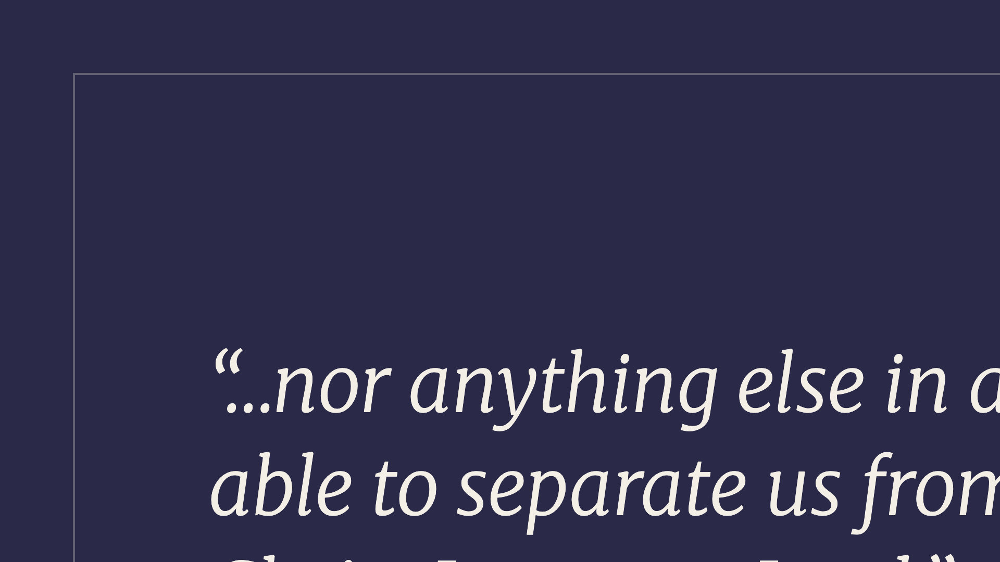 “...nor anything else in a
able to separate us from